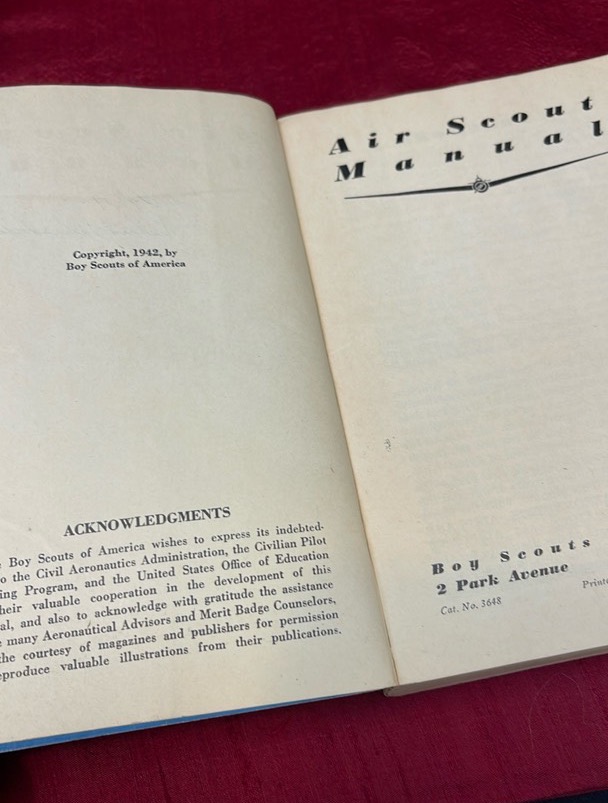 Copyright, 1942, by
Boy Scouts of America
ACKNOWLEDGMENTS
Boy Scouts of America wishes to express its indebted-
the Civil Aeronautics Administration, the Civilian Pilot
Program, and the United States Office of Education
their valuable cooperation in the development of this
and also to acknowledge with gratitude the assistance
many Aeronautical Advisors and Merit Badge Counselors,
the courtesy of magazines and publishers for permission
reproduce valuable illustrations from their publications.
Air Scout
Manual
Boy Scouts
2 Park Avenue
Cat. No. 3648